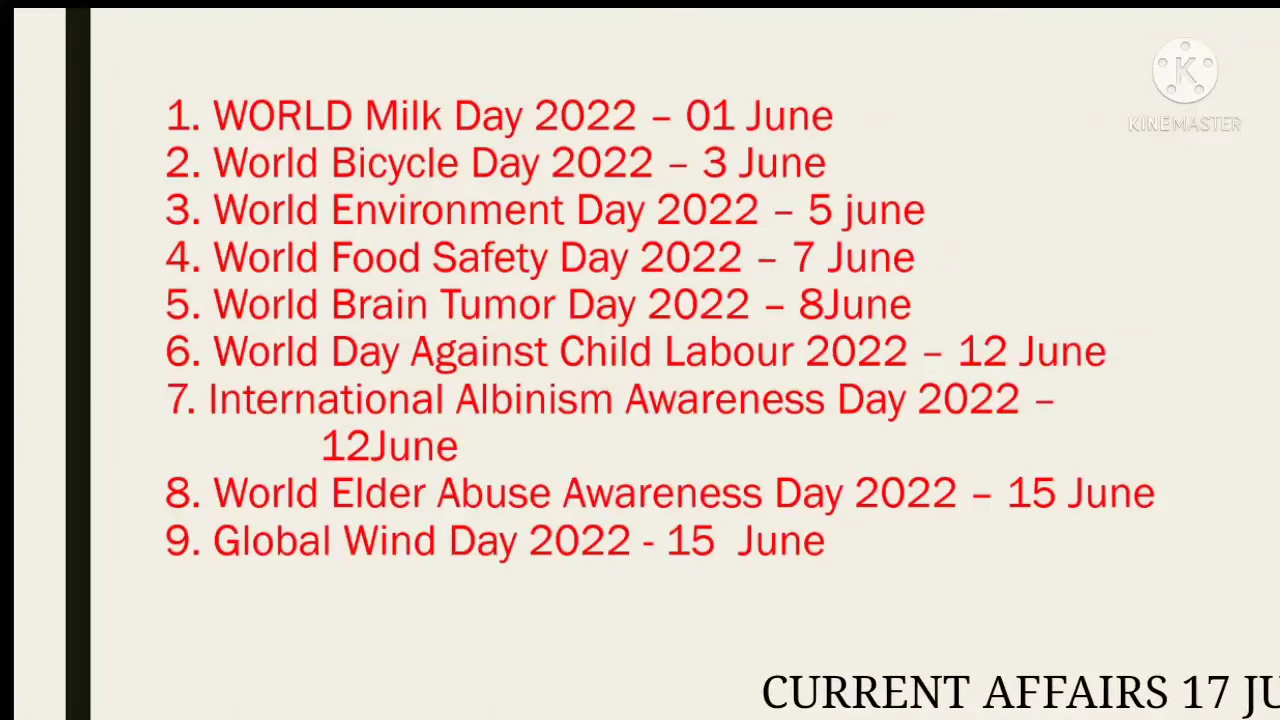 1. WORLD Milk Day 2022 – 01 June
2. World Bicycle Day 2022 – 3 June
3. World Environment Day 2022 – 5 june
4. World Food Safety Day 2022 – 7 June
5. World Brain Tumor Day 2022 – 8June
6. World Day Against Child Labour 2022 – 12 June
7. International Albinism Awareness Day 2022 –
12June
8. World Elder Abuse Awareness Day 2022 – 15 June
9. Global Wind Day 2022 - 15  June
K
KINEMASTER
CURRENT AFFAIRS 17 JU